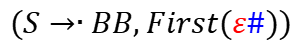 (S →· BB, First(ε#))